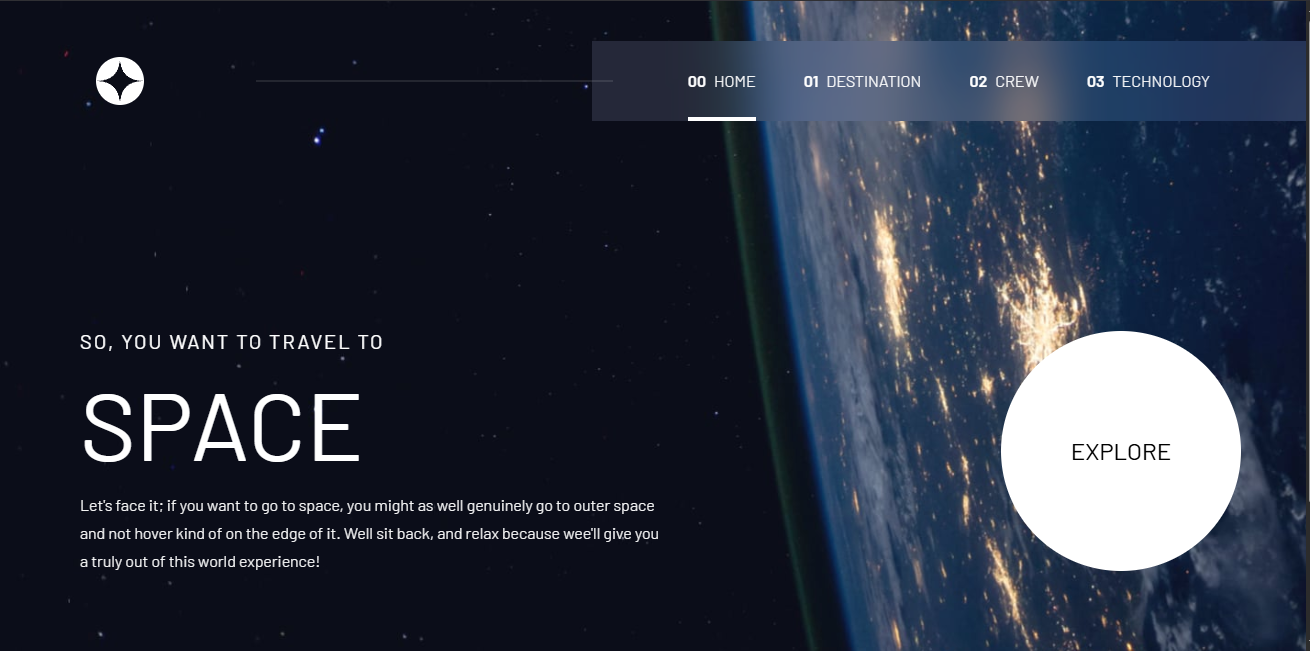 00 HOME 01 DESTINATION 02 CREW 03 TECHNOLOGY
SO, YOU WANT TO TRAVEL TO
SPACE
EXPLORE
Let's face it; if you want to go to space, you might as well genuinely go to outer space
and not hover kind of on the edge of it. Well sit back, and relax because wee'll give you
a truly out of this world experience!